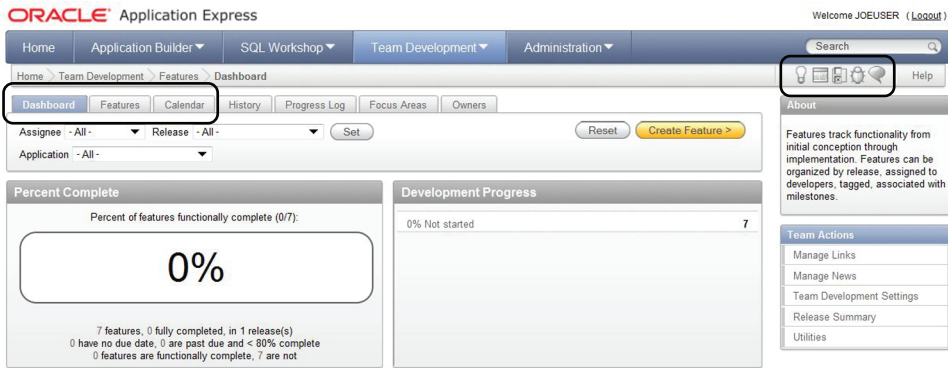 ORACLE Application Express
Welcome JOEUSER ( Logout )
Home Application Builder SQL Workshop Team Development Administration Search
Home Team Development Features Dashboard Help
Dashboard Features Calendar History Progress Log Focus Areas Owners
Assignee - All - Release - All - Set Reset Create Feature >
Application - All -
Percent Complete
Percent of features functionally complete (0/7):
0%
7 features, 0 fully completed, in 1 release(s)
0 have no due date, 0 are past due and < 80% complete
0 features are functionally complete, 7 are not
Development Progress
0% Not started 7
About
Features track functionality from
initial conception through
implementation. Features can be
organized by release, assigned to
developers, tagged, associated with
milestones.
Team Actions
Manage Links
Manage News
Team Development Settings
Release Summary
Utilities